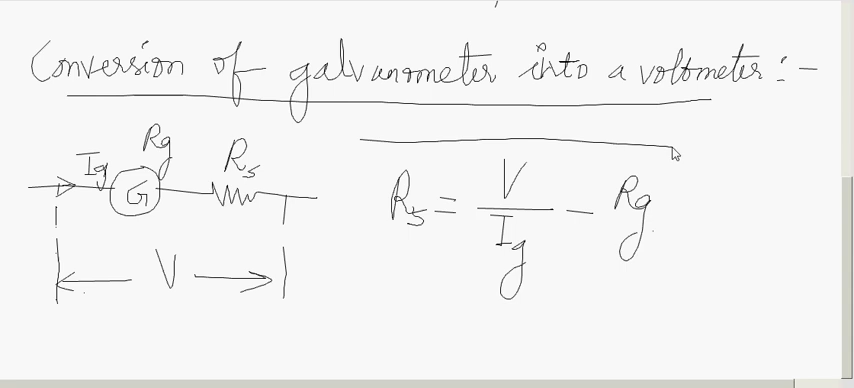 Conversion of galvanometer into a voltmeter :-
Ig Rg Rs
G
V
Rs = V/Ig - Rg